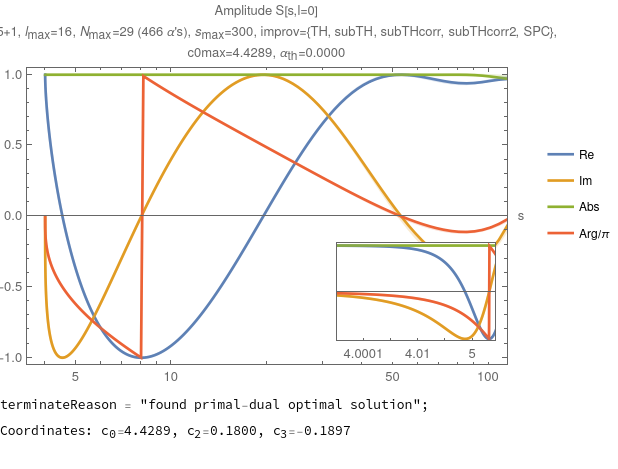 Amplitude S[s,l=0]
5+1, lmax=16, Nmax=29 (466 α's), smax=300, improv={TH, subTH, subTHcorr, subTHcorr2, SPC},
c0max=4.4289, αth=0.0000
1.0
0.5
0.0
-0.5
-1.0
s
Re
Im
Abs
Arg/π
4.0001 4.01 5
5 10 50 100
terminateReason = "found primal-dual optimal solution";
Coordinates: c0=4.4289, c2=0.1800, c3=-0.1897